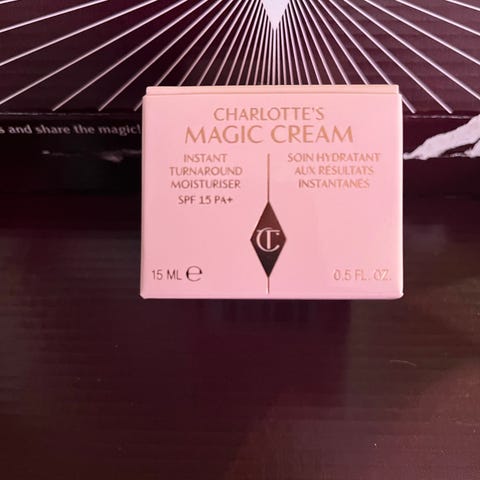 s and share the magic!
CHARLOTTE'S
MAGIC CREAM
INSTANT
TURNAROUND
MOISTURISER
SPF 15 PA+
SOIN HYDRATANT
AUX RÉSULTATS
INSTANTANÉS
CT
15 ML ℮
0.5 FL. OZ.